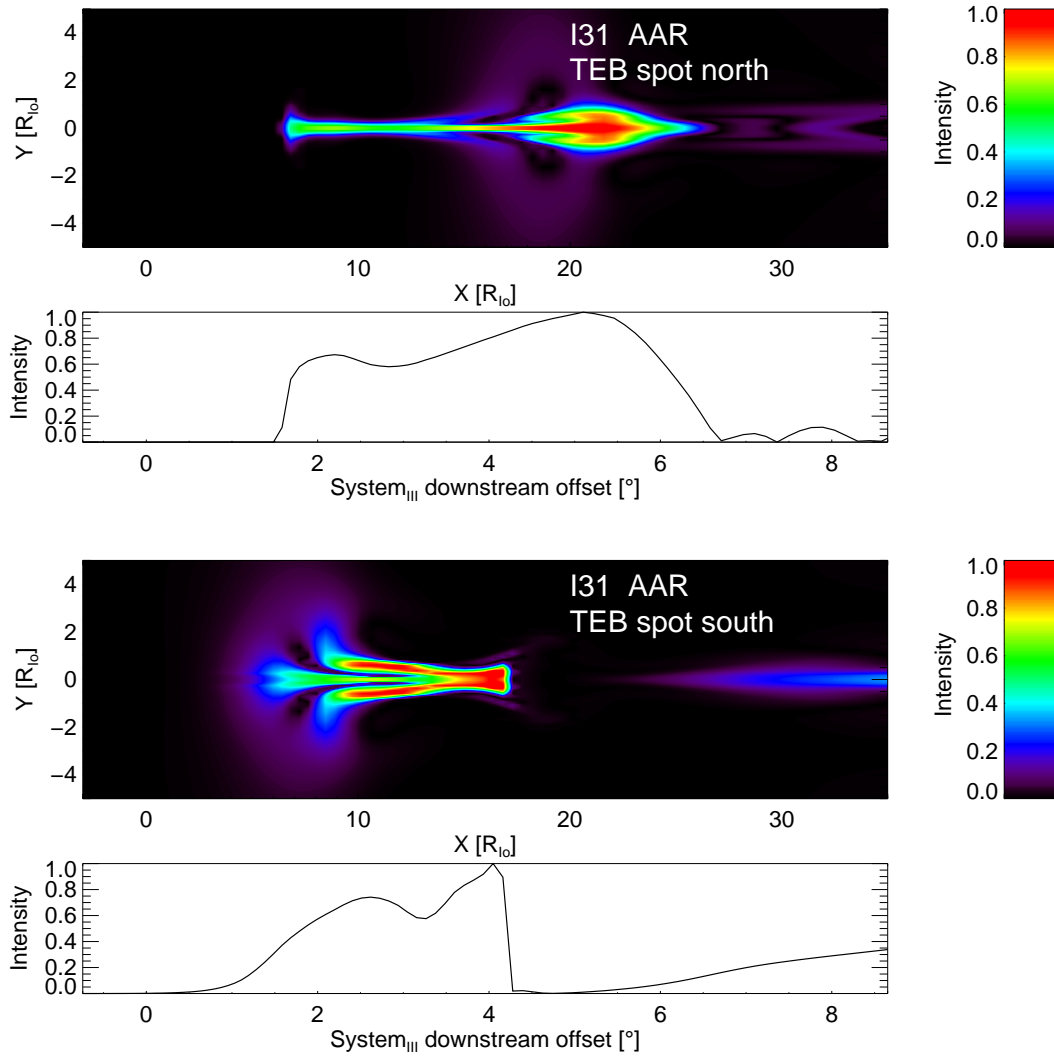 I31 AAR
TEB spot north
Y [R_Io]
4
2
0
−2
−4
0 10 20 30
X [R_Io]
Intensity
1.0
0.8
0.6
0.4
0.2
0.0
Intensity
1.0
0.8
0.6
0.4
0.2
0.0
0 2 4 6 8
System_III downstream offset [°]
I31 AAR
TEB spot south
Y [R_Io]
4
2
0
−2
−4
0 10 20 30
X [R_Io]
Intensity
1.0
0.8
0.6
0.4
0.2
0.0
Intensity
1.0
0.8
0.6
0.4
0.2
0.0
0 2 4 6 8
System_III downstream offset [°]